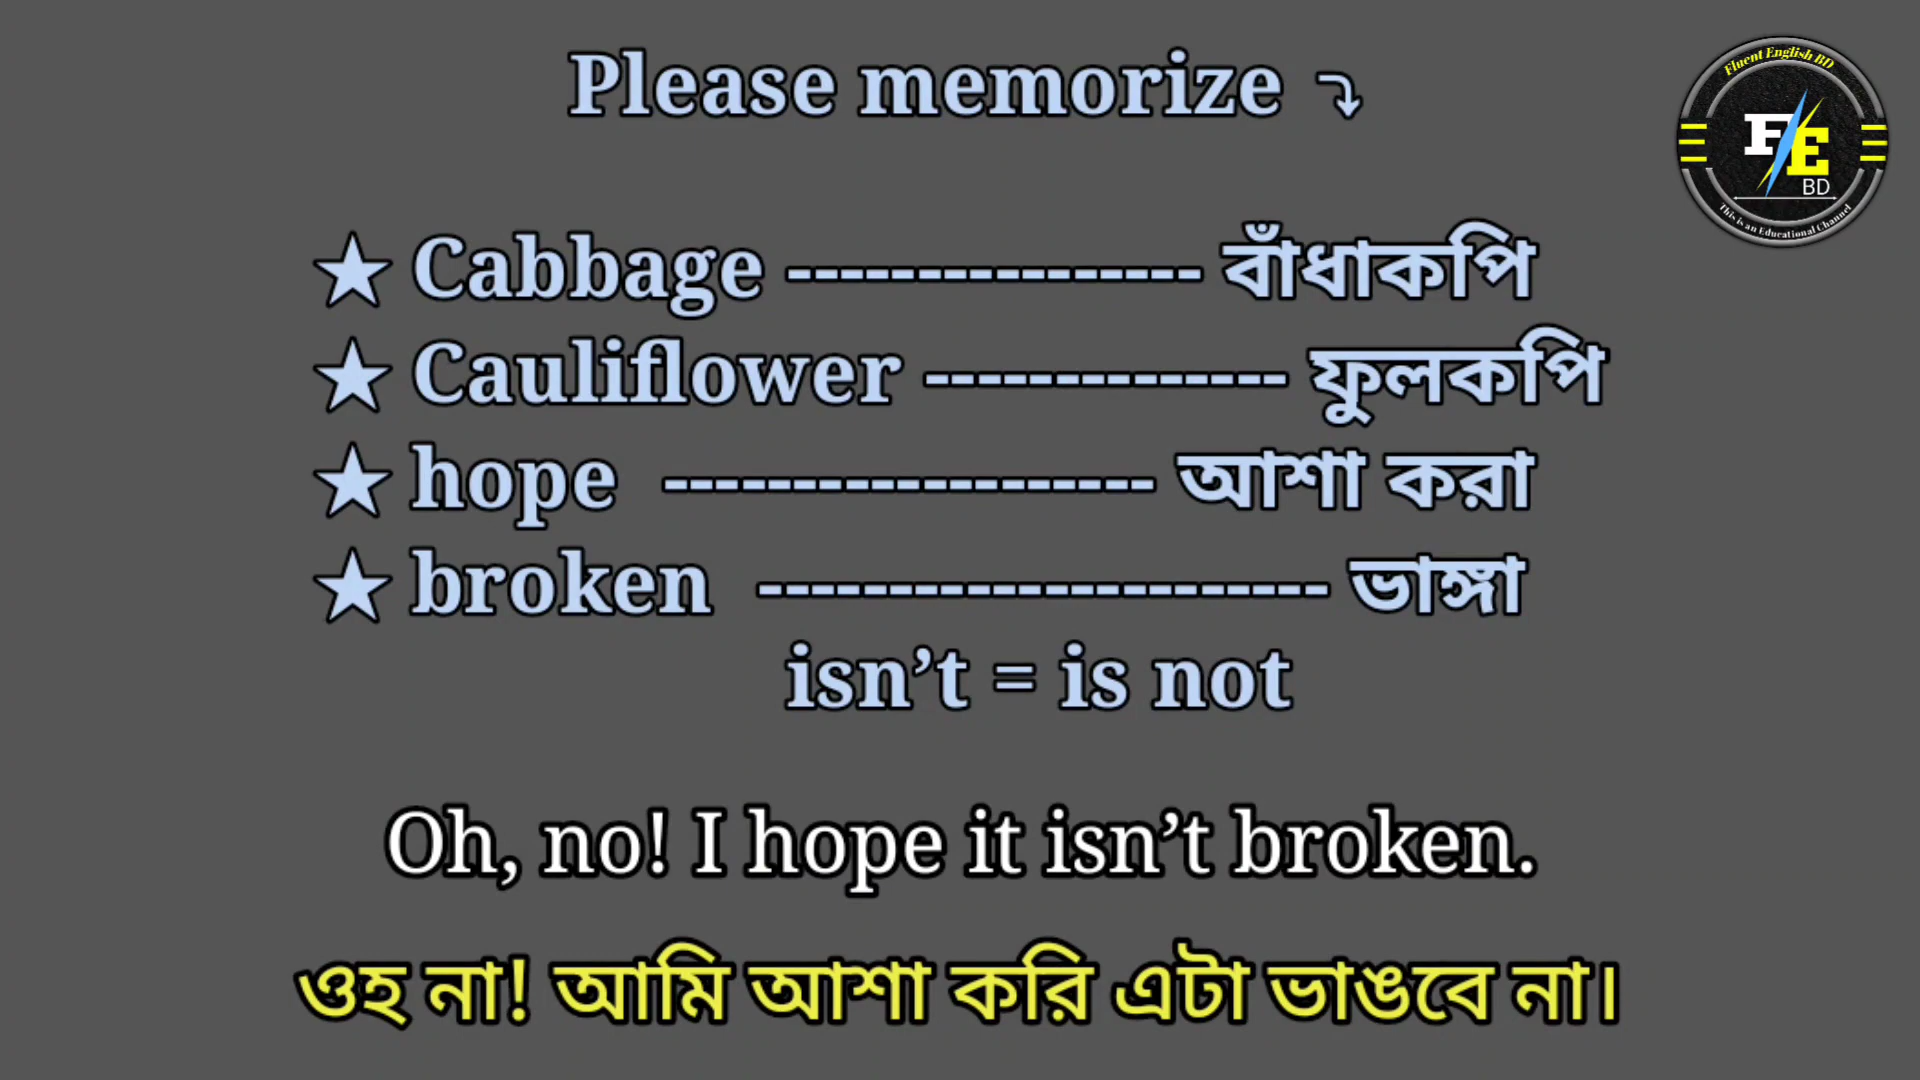 Please memorize ⤵
Fluent English BD
FE
BD
This is an Educational Channel
★ Cabbage ---------------- বাঁধাকপি
★ Cauliflower -------------- ফুলকপি
★ hope ------------------- আশা করা
★ broken ---------------------- ভাঙ্গা
isn’t = is not
Oh, no! I hope it isn’t broken.
ওহ না! আমি আশা করি এটা ভাঙবে না।